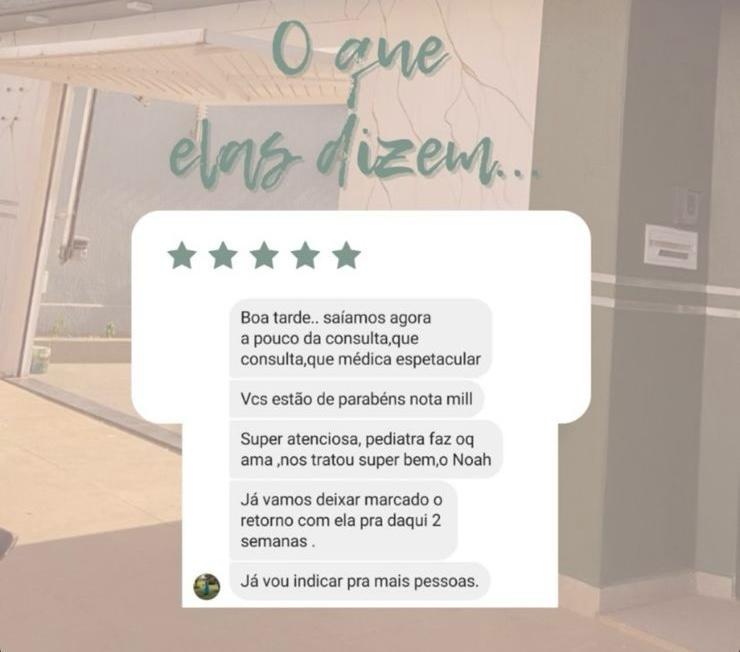 O que
elas dizem...
Boa tarde.. saíamos agora
a pouco da consulta,que
consulta,que médica espetacular
Vcs estão de parabéns nota mill
Super atenciosa, pediatra faz oq
ama ,nos tratou super bem,o Noah
Já vamos deixar marcado o
retorno com ela pra daqui 2
semanas .
Já vou indicar pra mais pessoas.